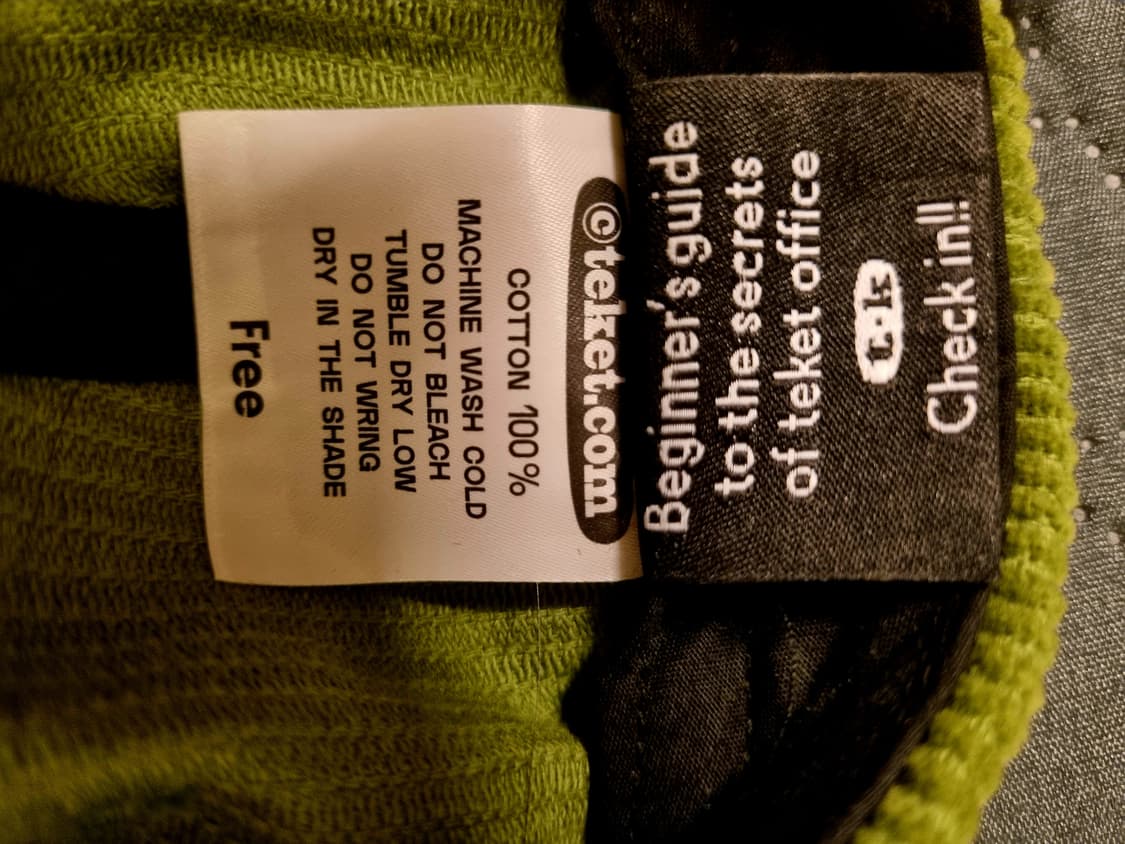 Beginner's guide
to the secrets
of teket office
Check in!!
©teket.com
COTTON 100%
MACHINE WASH COLD
DO NOT BLEACH
TUMBLE DRY LOW
DO NOT WRING
DRY IN THE SHADE
Free